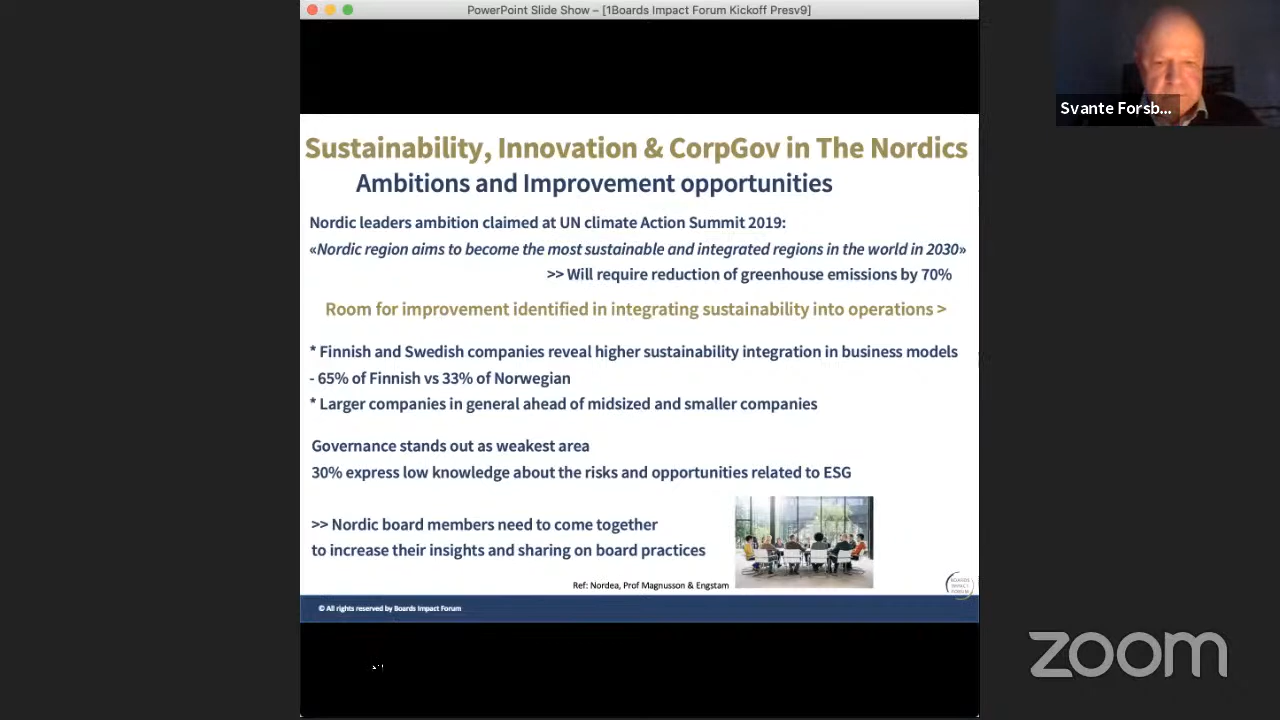 PowerPoint Slide Show – [1Boards Impact Forum Kickoff Presv9]
Svante Forsb...
Sustainability, Innovation & CorpGov in The Nordics
Ambitions and Improvement opportunities
Nordic leaders ambition claimed at UN climate Action Summit 2019:
«Nordic region aims to become the most sustainable and integrated regions in the world in 2030»
>> Will require reduction of greenhouse emissions by 70%
Room for improvement identified in integrating sustainability into operations >
* Finnish and Swedish companies reveal higher sustainability integration in business models
- 65% of Finnish vs 33% of Norwegian
* Larger companies in general ahead of midsized and smaller companies
Governance stands out as weakest area
30% express low knowledge about the risks and opportunities related to ESG
>> Nordic board members need to come together
to increase their insights and sharing on board practices
Ref: Nordea, Prof Magnusson & Engstam
BOARDS
IMPACT
FORUM
© All rights reserved by Boards Impact Forum
zoom